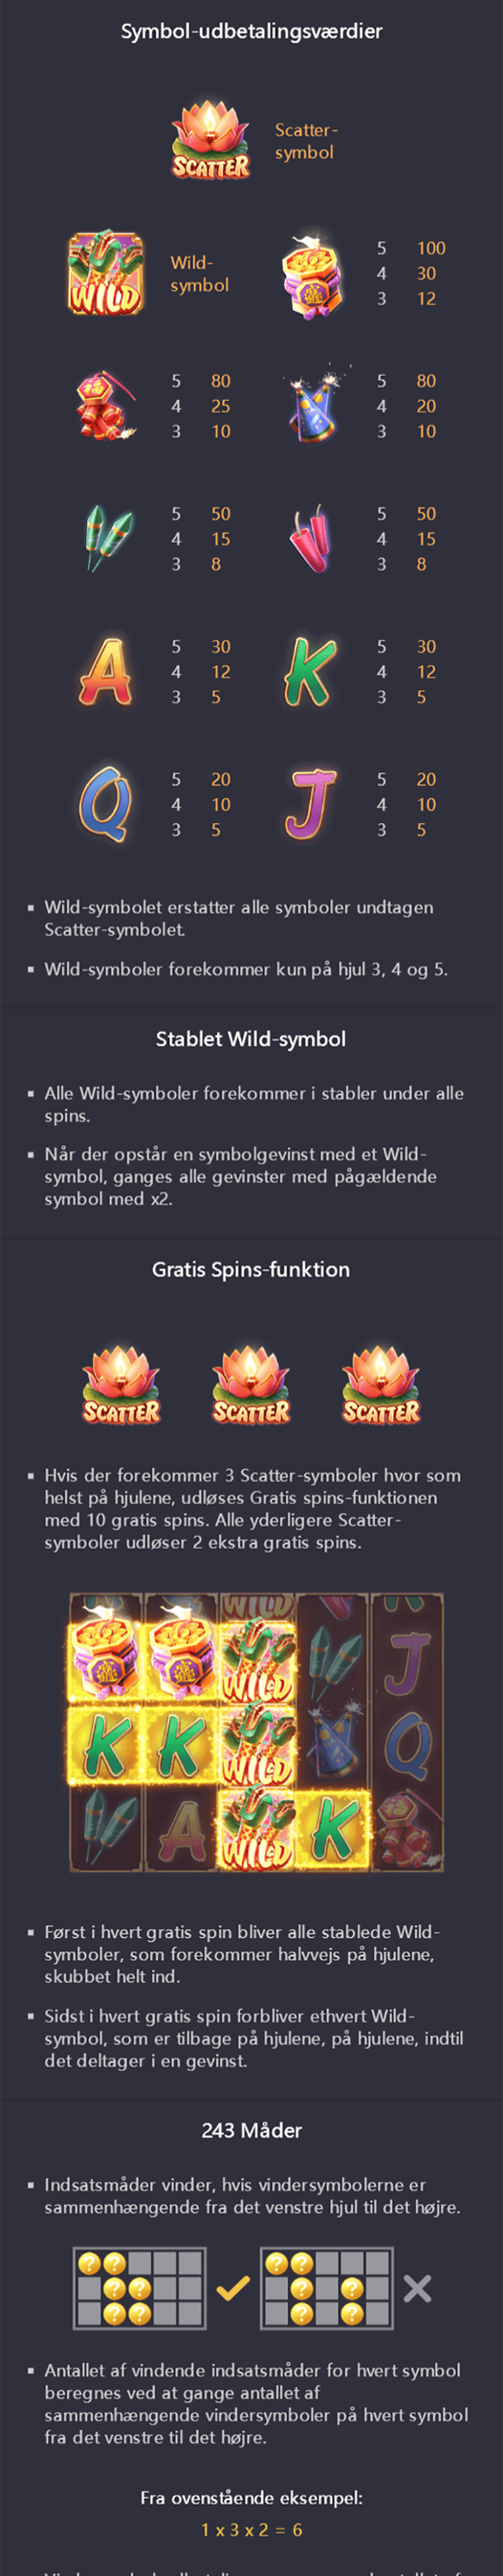 Symbol-udbetalingsværdier
SCATTER
Scatter-
symbol
WILD
Wild-
symbol
5 100
4 30
3 12
5 80
4 25
3 10
5 80
4 20
3 10
5 50
4 15
3 8
5 50
4 15
3 8
A
5 30
4 12
3 5
K
5 30
4 12
3 5
Q
5 20
4 10
3 5
J
5 20
4 10
3 5
Wild-symbolet erstatter alle symboler undtagen
Scatter-symbolet.
Wild-symboler forekommer kun på hjul 3, 4 og 5.
Stablet Wild-symbol
Alle Wild-symboler forekommer i stabler under alle
spins.
Når der opstår en symbolgevinst med et Wild-
symbol, ganges alle gevinster med pågældende
symbol med x2.
Gratis Spins-funktion
SCATTER SCATTER SCATTER
Hvis der forekommer 3 Scatter-symboler hvor som
helst på hjulene, udløses Gratis spins-funktionen
med 10 gratis spins. Alle yderligere Scatter-
symboler udløser 2 ekstra gratis spins.
WILD
WILD J
K K WILD Q
A WILD K
Først i hvert gratis spin bliver alle stablede Wild-
symboler, som forekommer halvvejs på hjulene,
skubbet helt ind.
Sidst i hvert gratis spin forbliver ethvert Wild-
symbol, som er tilbage på hjulene, på hjulene, indtil
det deltager i en gevinst.
243 Måder
Indsatsmåder vinder, hvis vindersymbolerne er
sammenhængende fra det venstre hjul til det højre.
? ? ? ?
? ? ? ?
? ? ? ?
Antallet af vindende indsatsmåder for hvert symbol
beregnes ved at gange antallet af
sammenhængende vindersymboler på hvert symbol
fra det venstre til det højre.
Fra ovenstående eksempel:
1 x 3 x 2 = 6